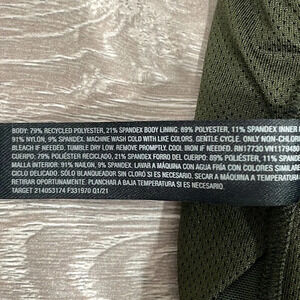 BODY: 79% RECYCLED POLYESTER, 21% SPANDEX BODY LINING: 89% POLYESTER, 11% SPANDEX INNER
91% NYLON, 9% SPANDEX. MACHINE WASH COLD WITH LIKE COLORS. GENTLE CYCLE. ONLY NON-CHLOR
BLEACH IF NEEDED. TUMBLE DRY LOW. REMOVE PROMPTLY. COOL IRON IF NEEDED. RN17730 VN1179480
CUERPO: 79% POLIÉSTER RECICLADO, 21% SPANDEX FORRO DEL CUERPO: 89% POLIÉSTER, 11% SPANDE
MALLA INTERIOR: 91% NAILON, 9% SPANDEX. LAVAR A MÁQUINA CON AGUA FRÍA CON COLORES SIMILARE
CICLO DELICADO. SÓLO BLANQUEADOR SIN CLORO SI ES NECESARIO. SECAR A MÁQUINA A TEMPERATURA
RETIRAR OPORTUNAMENTE. PLANCHAR A BAJA TEMPERATURA SI ES NECESARIO.
TARGET 214053174 F331970 Q1/21